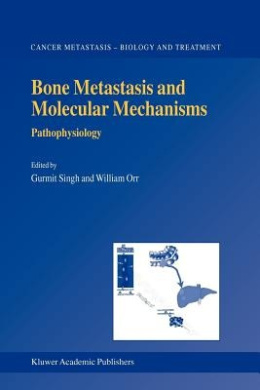 CANCER METASTASIS – BIOLOGY AND TREATMENT
Bone Metastasis and
Molecular Mechanisms
Pathophysiology
Edited by
Gurmit Singh and William Orr
Kluwer Academic Publishers